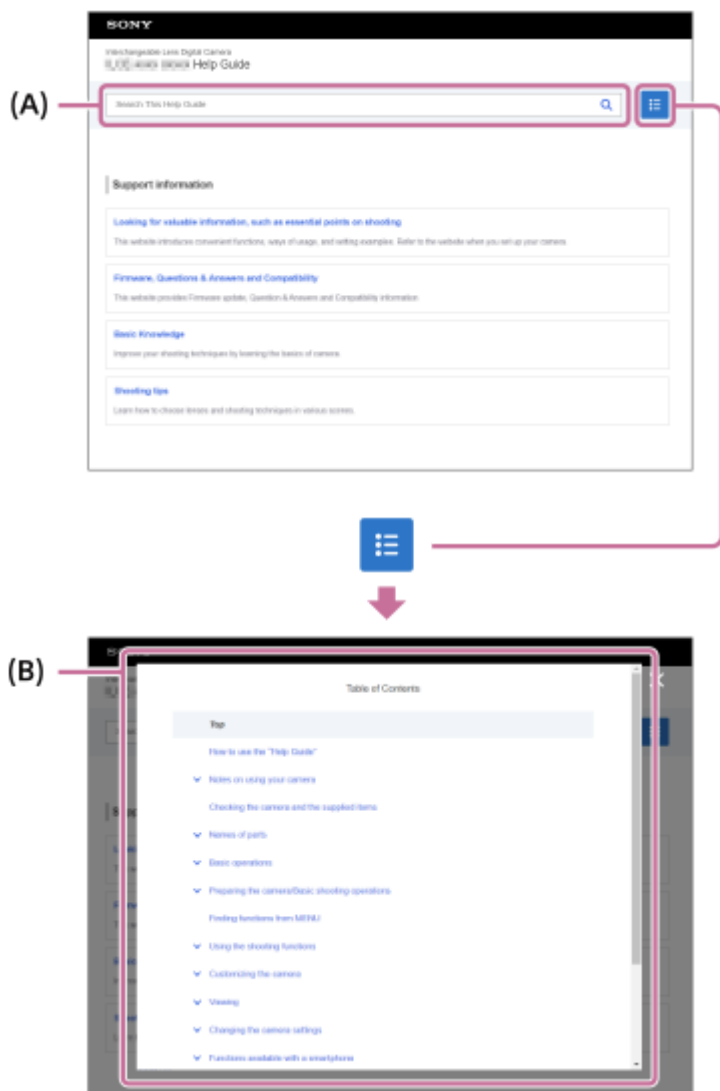 SONY
Interchangeable Lens Digital Camera
Help Guide
(A)
Search This Help Guide
Support information
Looking for valuable information, such as essential points on shooting
This website introduces convenient functions, ways of usage, and setting examples. Refer to the website when you set up your camera.
Firmware, Questions & Answers and Compatibility
This website provides Firmware update, Question & Answers and Compatibility information
Basic Knowledge
Improve your shooting techniques by learning the basics of camera.
Shooting tips
Learn how to choose lenses and shooting techniques in various scenes.
(B)
Table of Contents
Top
How to use the "Help Guide"
Notes on using your camera
Checking the camera and the supplied items
Names of parts
Basic operations
Preparing the camera/Basic shooting operations
Finding functions from MENU
Using the shooting functions
Customizing the camera
Viewing
Changing the camera settings
Functions available with a smartphone